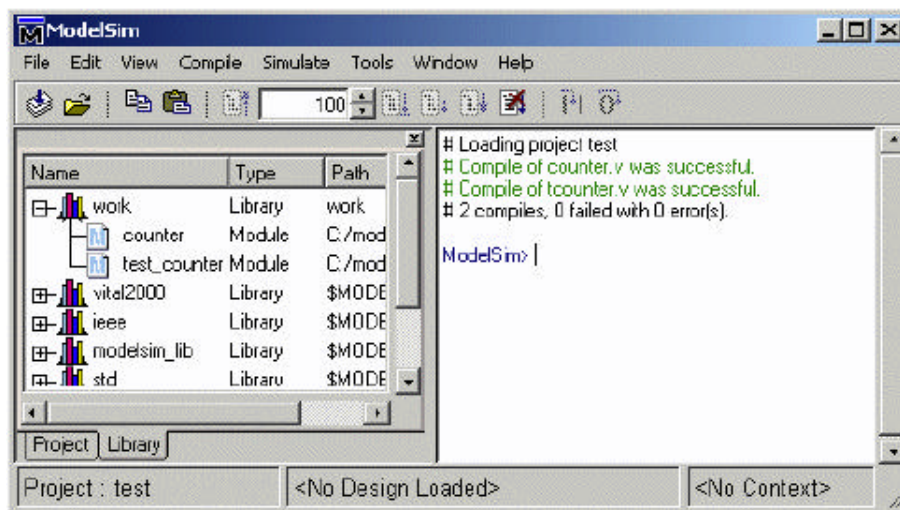 ModelSim
File Edit View Compile Simulate Tools Window Help
100
Name Type Path
work Library work
counter Module C:/mod
test_counter Module C:/mod
vital2000 Library $MODE
ieee Library $MODE
modelsim_lib Library $MODE
std Library $MODE
Project Library
# Loading project test
# Compile of counter.v was successful.
# Compile of tcounter.v was successful.
# 2 compiles, 0 failed with 0 error(s).
ModelSim>
Project : test <No Design Loaded> <No Context>